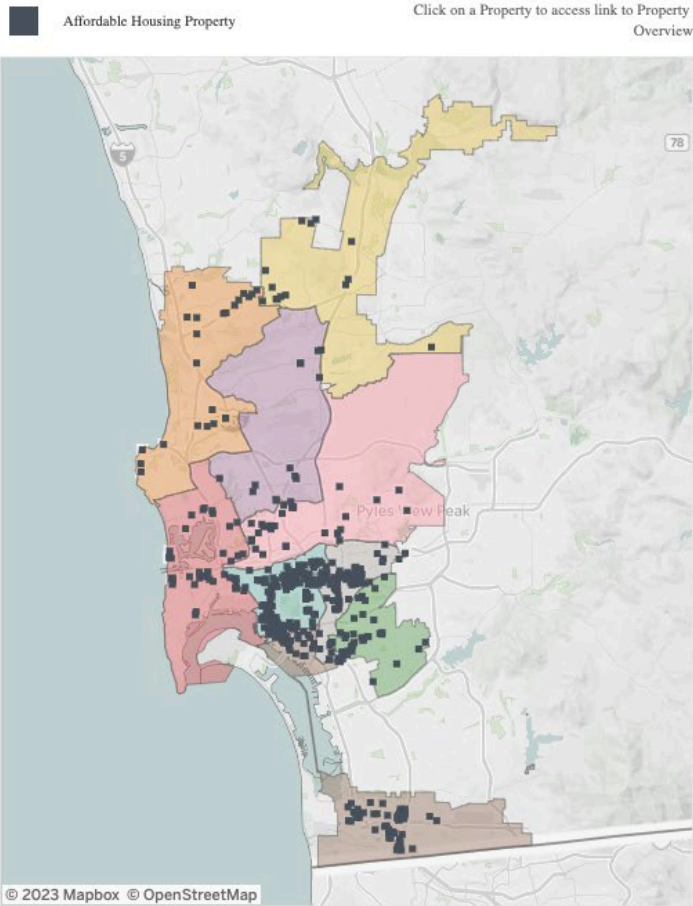 Affordable Housing Property
Click on a Property to access link to Property
Overview
5
78
Pyles Peak
© 2023 Mapbox © OpenStreetMap